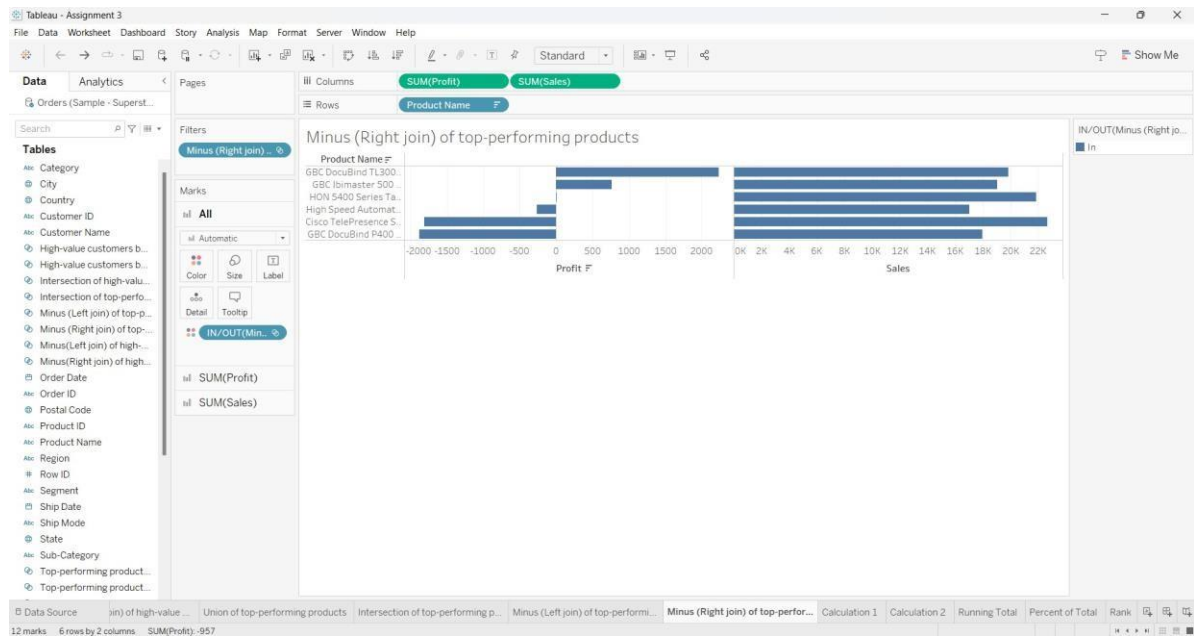 Tableau - Assignment 3
File Data Worksheet Dashboard Story Analysis Map Format Server Window Help
Standard
Show Me
Data Analytics
Orders (Sample - Superst...
Search
Tables
Abc Category
City
Country
Abc Customer ID
Abc Customer Name
High-value customers b...
High-value customers b...
Intersection of high-valu...
Intersection of top-perfo...
Minus (Left join) of top-p...
Minus (Right join) of top-...
Minus(Left join) of high-...
Minus(Right join) of high...
Order Date
Abc Order ID
Postal Code
Abc Product ID
Abc Product Name
Abc Region
# Row ID
Abc Segment
Ship Date
Abc Ship Mode
State
Abc Sub-Category
Top-performing product...
Top-performing product...
Pages
Filters
Minus (Right join) ..
Marks
All
Automatic
Color Size Label
Detail Tooltip
IN/OUT(Min..
SUM(Profit)
SUM(Sales)
Columns SUM(Profit) SUM(Sales)
Rows Product Name
Minus (Right join) of top-performing products
Product Name
GBC DocuBind TL300..
GBC Ibimaster 500 ..
HON 5400 Series Ta..
High Speed Automat..
Cisco TelePresence S..
GBC DocuBind P400 ..
-2000 -1500 -1000 -500 0 500 1000 1500 2000
Profit
0K 2K 4K 6K 8K 10K 12K 14K 16K 18K 20K 22K
Sales
IN/OUT(Minus (Right jo...
In
Data Source
oin) of high-value ...
Union of top-performing products
Intersection of top-performing p...
Minus (Left join) of top-performi...
Minus (Right join) of top-perfor...
Calculation 1
Calculation 2
Running Total
Percent of Total
Rank
12 marks 6 rows by 2 columns SUM(Profit): -957